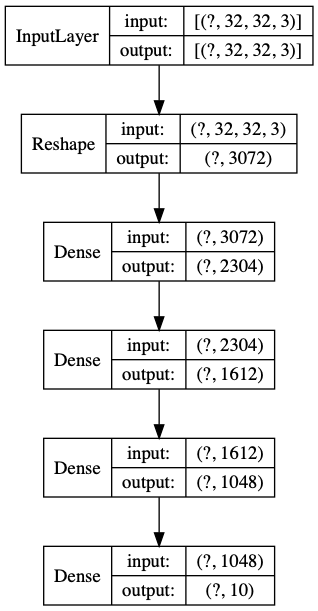 InputLayer
input: [(?, 32, 32, 3)]
output: [(?, 32, 32, 3)]
Reshape
input: (?, 32, 32, 3)
output: (?, 3072)
Dense
input: (?, 3072)
output: (?, 2304)
Dense
input: (?, 2304)
output: (?, 1612)
Dense
input: (?, 1612)
output: (?, 1048)
Dense
input: (?, 1048)
output: (?, 10)